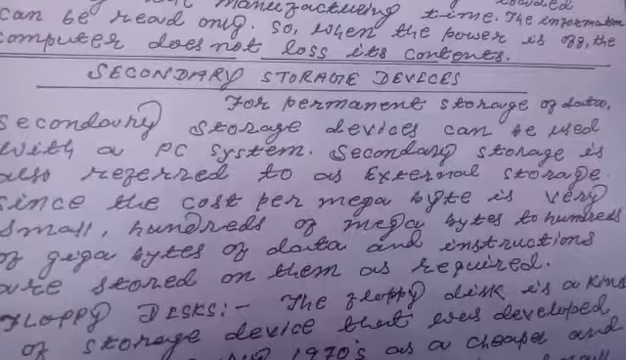 manufacturing time. The information
can be read only. So, when the power is off, the
computer does not loss its contents.
SECONDARY STORAGE DEVICES
For permanent storage of data,
secondary storage devices can be used
with a PC system. Secondary storage is
also referred to as External storage.
since the cost per mega byte is very
small, hundreds of mega bytes to hundreds
of giga bytes of data and instructions
are stored on them as required.
FLOPPY DISKS:- The floppy disk is a kind
of storage device that was developed
1970's as a cheaper and